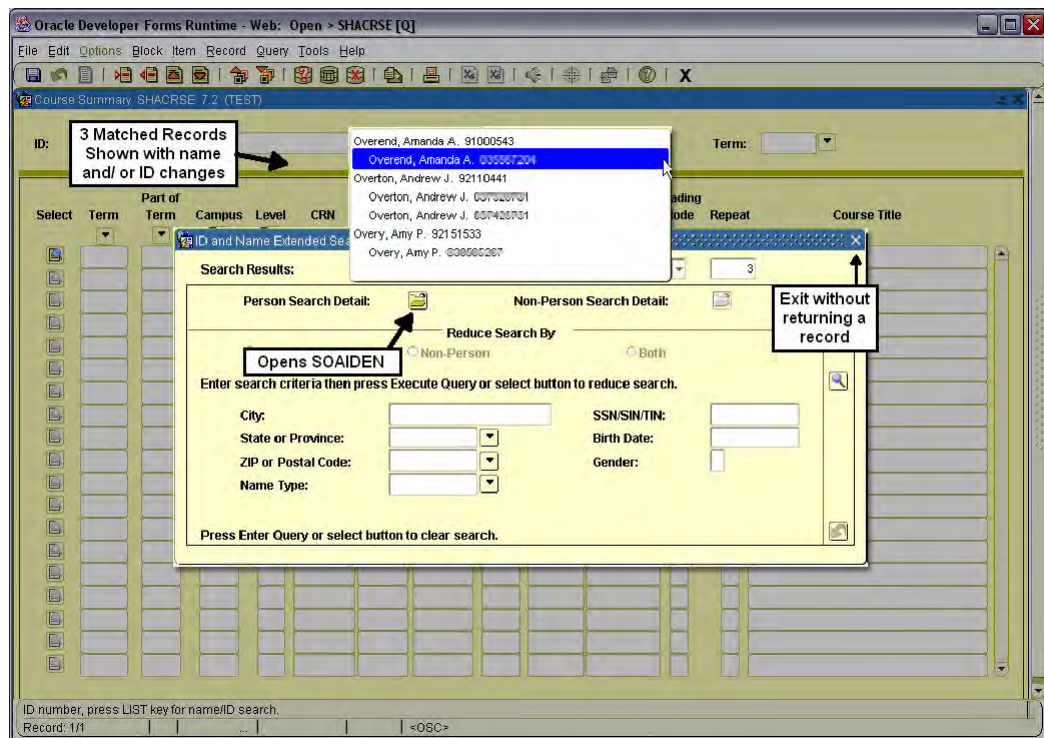 Oracle Developer Forms Runtime - Web: Open > SHACRSE [Q]
File Edit Options Block Item Record Query Tools Help
X
Course Summary SHACRSE 7.2 (TEST)
ID:
3 Matched Records
Shown with name
and/ or ID changes
Overend, Amanda A. 91000543
Overend, Amanda A.
Overton, Andrew J. 92110441
Overton, Andrew J.
Overton, Andrew J.
Overy, Amy P. 92151533
Overy, Amy P.
Term:
Select Term Part of Term Campus Level CRN Repeat Course Title
ID and Name Extended Sea
Search Results: 3
Person Search Detail: Non-Person Search Detail:
Exit without
returning a
record
Reduce Search By
Opens SOAIDEN
Non-Person Both
Enter search criteria then press Execute Query or select button to reduce search.
City: SSN/SIN/TIN:
State or Province: Birth Date:
ZIP or Postal Code: Gender:
Name Type:
Press Enter Query or select button to clear search.
ID number, press LIST key for name/ID search.
Record: 1/1 ... <OSC>